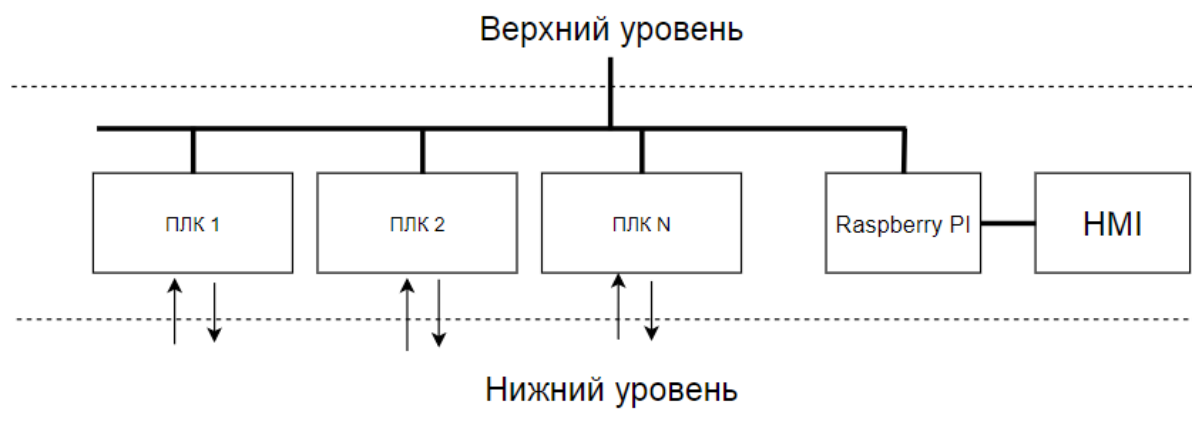 Верхний уровень
ПЛК 1
ПЛК 2
ПЛК N
Raspberry PI
HMI
Нижний уровень